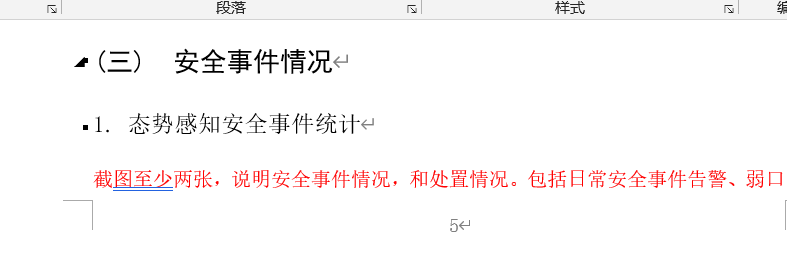 段落 样式
(三) 安全事件情况
1. 态势感知安全事件统计
截图至少两张，说明安全事件情况，和处置情况。包括日常安全事件告警、弱口
5